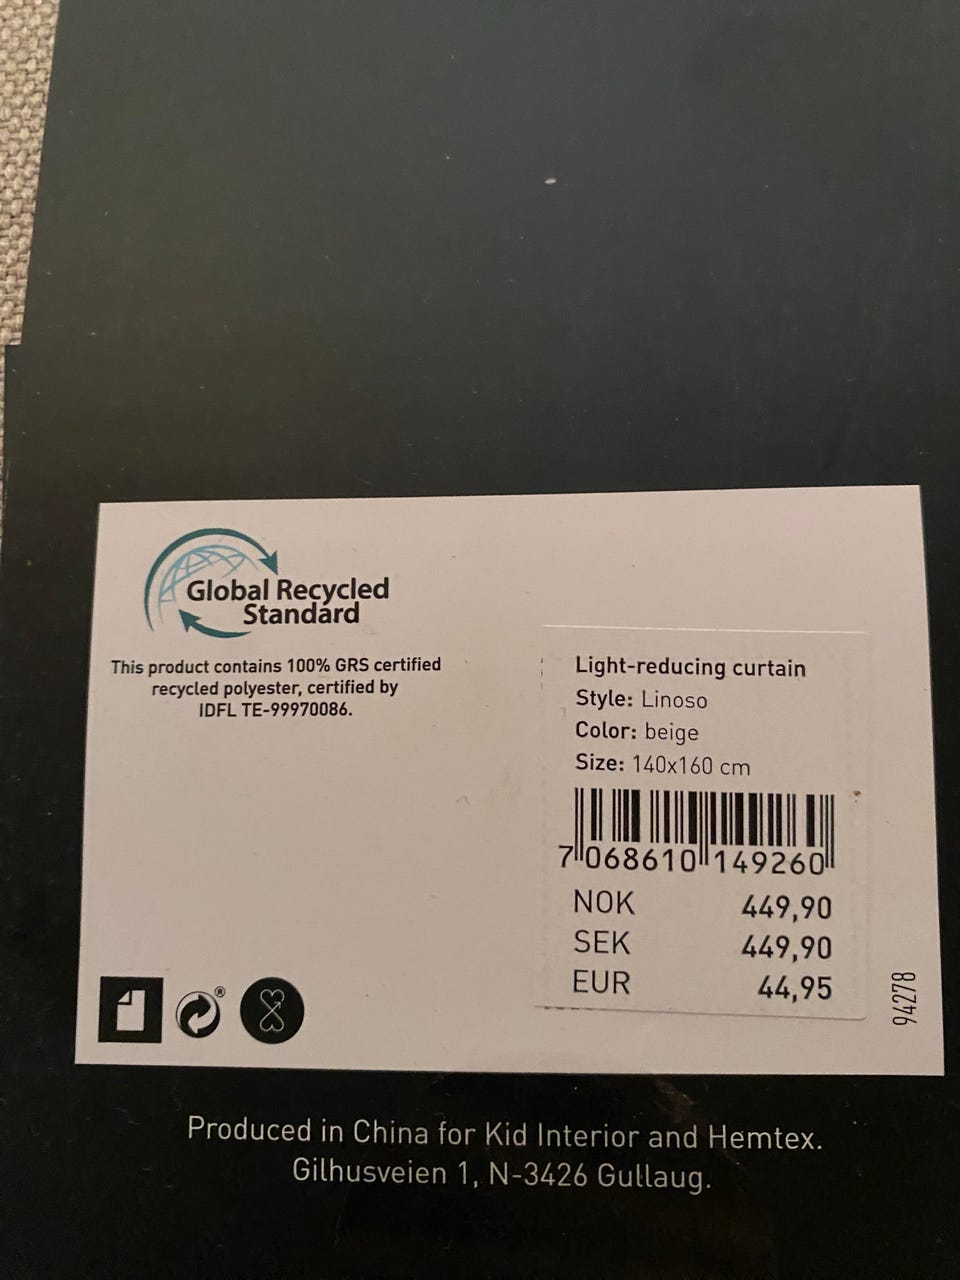 Global Recycled
Standard
This product contains 100% GRS certified
recycled polyester, certified by
IDFL TE-99970086.
Light-reducing curtain
Style: Linoso
Color: beige
Size: 140x160 cm
7 068610 149260
NOK 449,90
SEK 449,90
EUR 44,95
94278
®
Produced in China for Kid Interior and Hemtex.
Gilhusveien 1, N-3426 Gullaug.